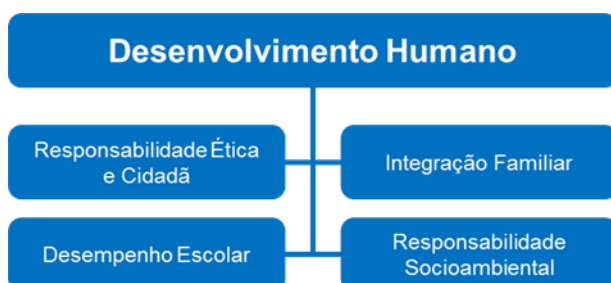 Desenvolvimento Humano
Responsabilidade Ética
e Cidadã
Integração Familiar
Desempenho Escolar
Responsabilidade
Socioambiental